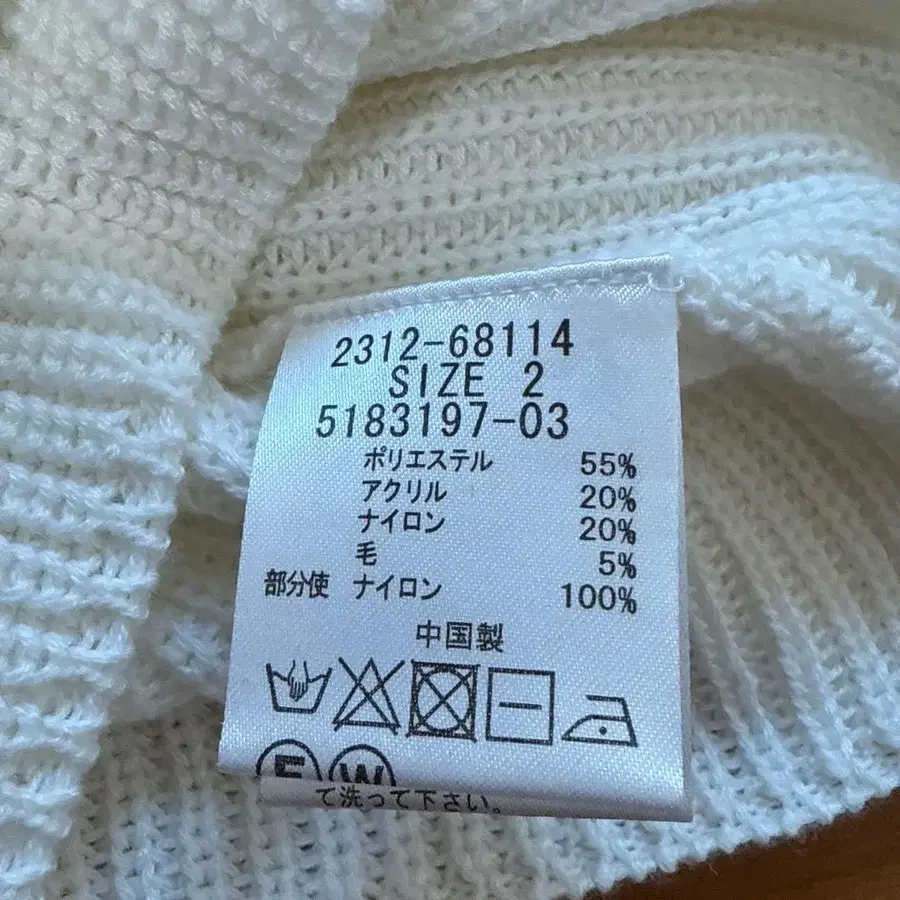 2312-68114
SIZE 2
5183197-03
ポリエステル 55%
アクリル 20%
ナイロン 20%
毛 5%
部分使 ナイロン 100%
中国製
F W
て洗って下さい。